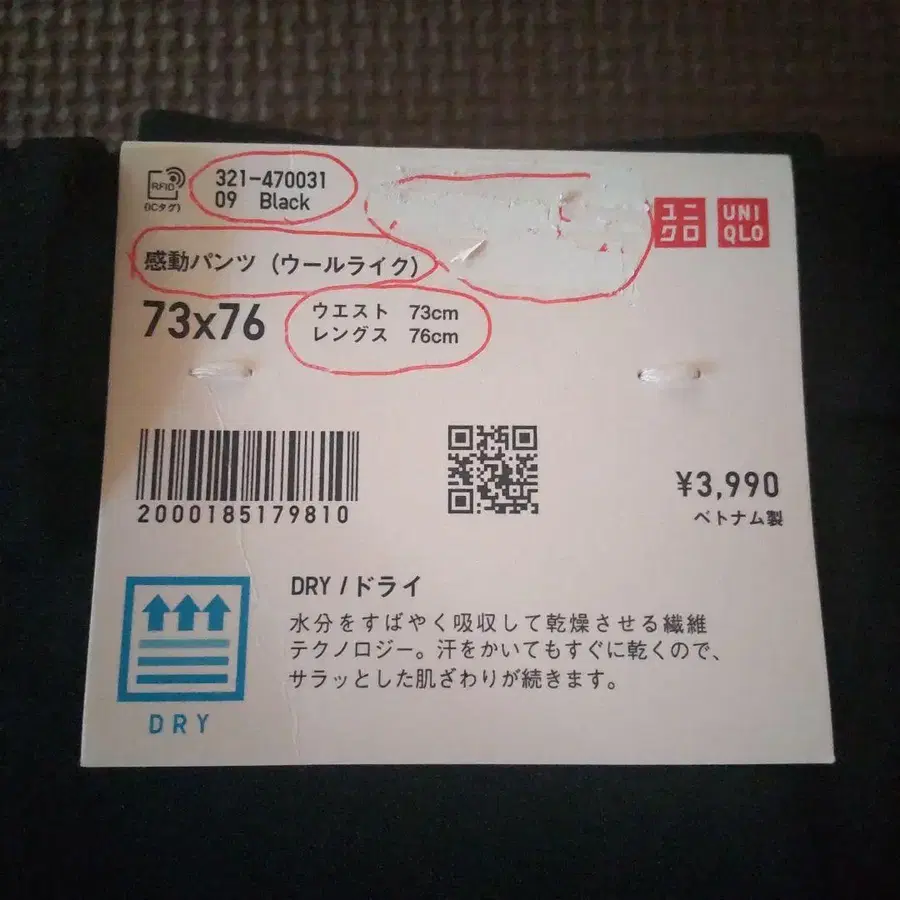 RFID
(ICタグ)
321-470031
09 Black
ユニクロ
UNIQLO
感動パンツ (ウールライク)
73x76
ウエスト 73cm
レングス 76cm
2000185179810
¥3,990
ベトナム製
DRY / ドライ
水分をすばやく吸収して乾燥させる繊維
テクノロジー。汗をかいてもすぐに乾くので、
サラッとした肌ざわりが続きます。
DRY